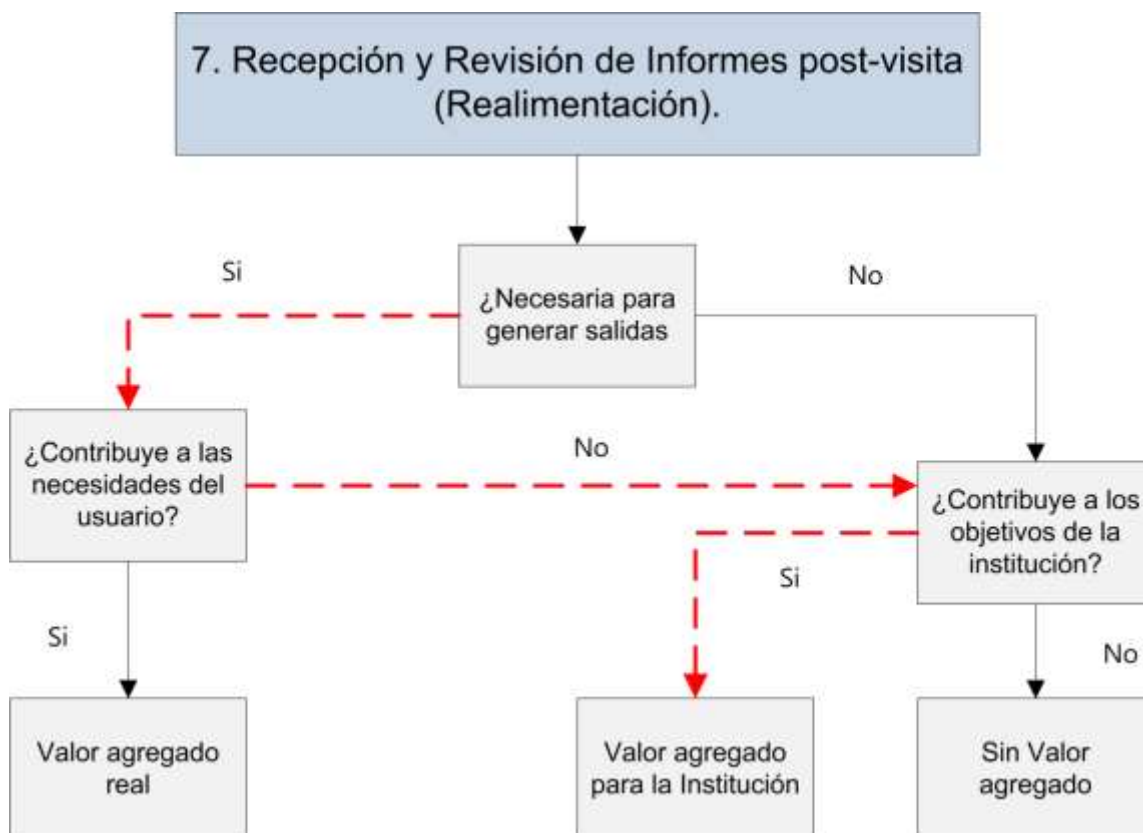 7. Recepción y Revisión de Informes post-visita
(Realimentación).
Si
No
¿Necesaria para
generar salidas
¿Contribuye a las
necesidades del
usuario?
No
¿Contribuye a los
objetivos de la
institución?
Si
Si
No
Valor agregado
real
Valor agregado
para la Institución
Sin Valor
agregado